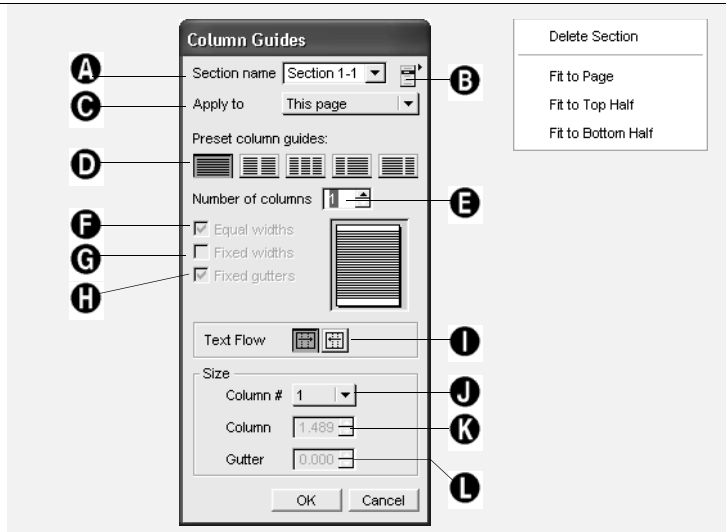 Column Guides
A
Section name Section 1-1
B
C
Apply to This page
Preset column guides:
D
Number of columns 1
E
F
Equal widths
G
Fixed widths
H
Fixed gutters
Text Flow
I
Size
Column # 1
J
Column 1.489
K
Gutter 0.000
L
OK Cancel
Delete Section
Fit to Page
Fit to Top Half
Fit to Bottom Half